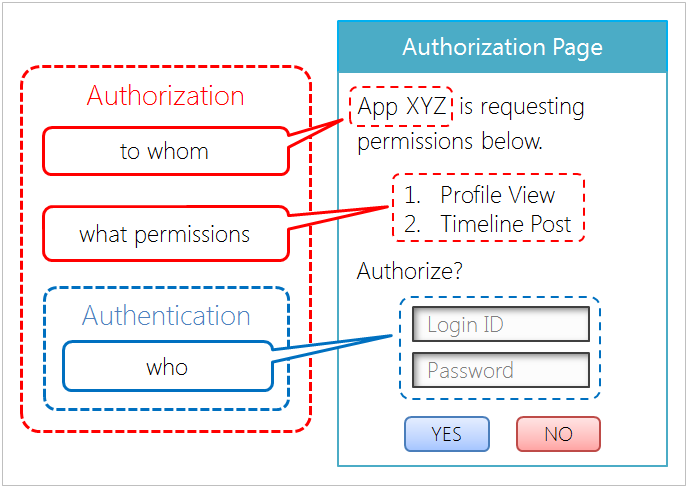 Authorization
to whom
what permissions
Authentication
who
Authorization Page
App XYZ is requesting
permissions below.
1. Profile View
2. Timeline Post
Authorize?
Login ID
Password
YES
NO